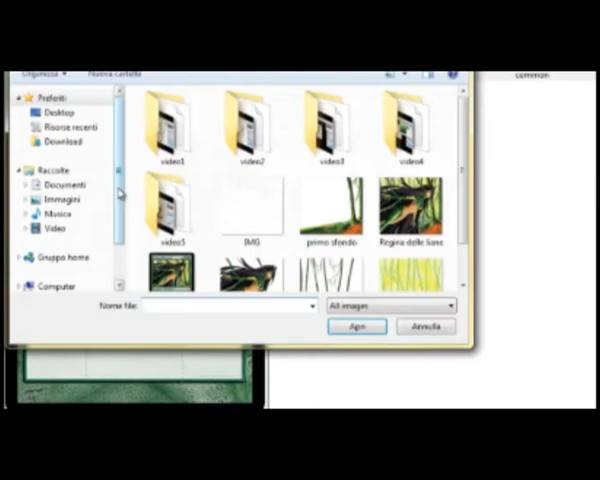 Organizza Nuova cartella
common
Preferiti
Desktop
Risorse recenti
Download
Raccolte
Documenti
Immagini
Musica
Video
Gruppo home
Computer
video1 video2 video3 video4
video5 IMG primo sfondo Regina delle liane
Nome file: All images
Apri Annulla